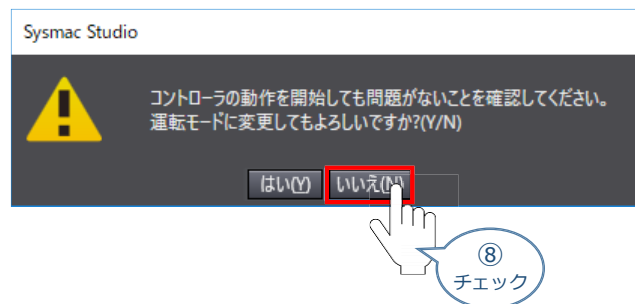 Sysmac Studio
コントローラの動作を開始しても問題がないことを確認してください。
運転モードに変更してもよろしいですか?(Y/N)
はい(Y) いいえ(N)
⑧
チェック